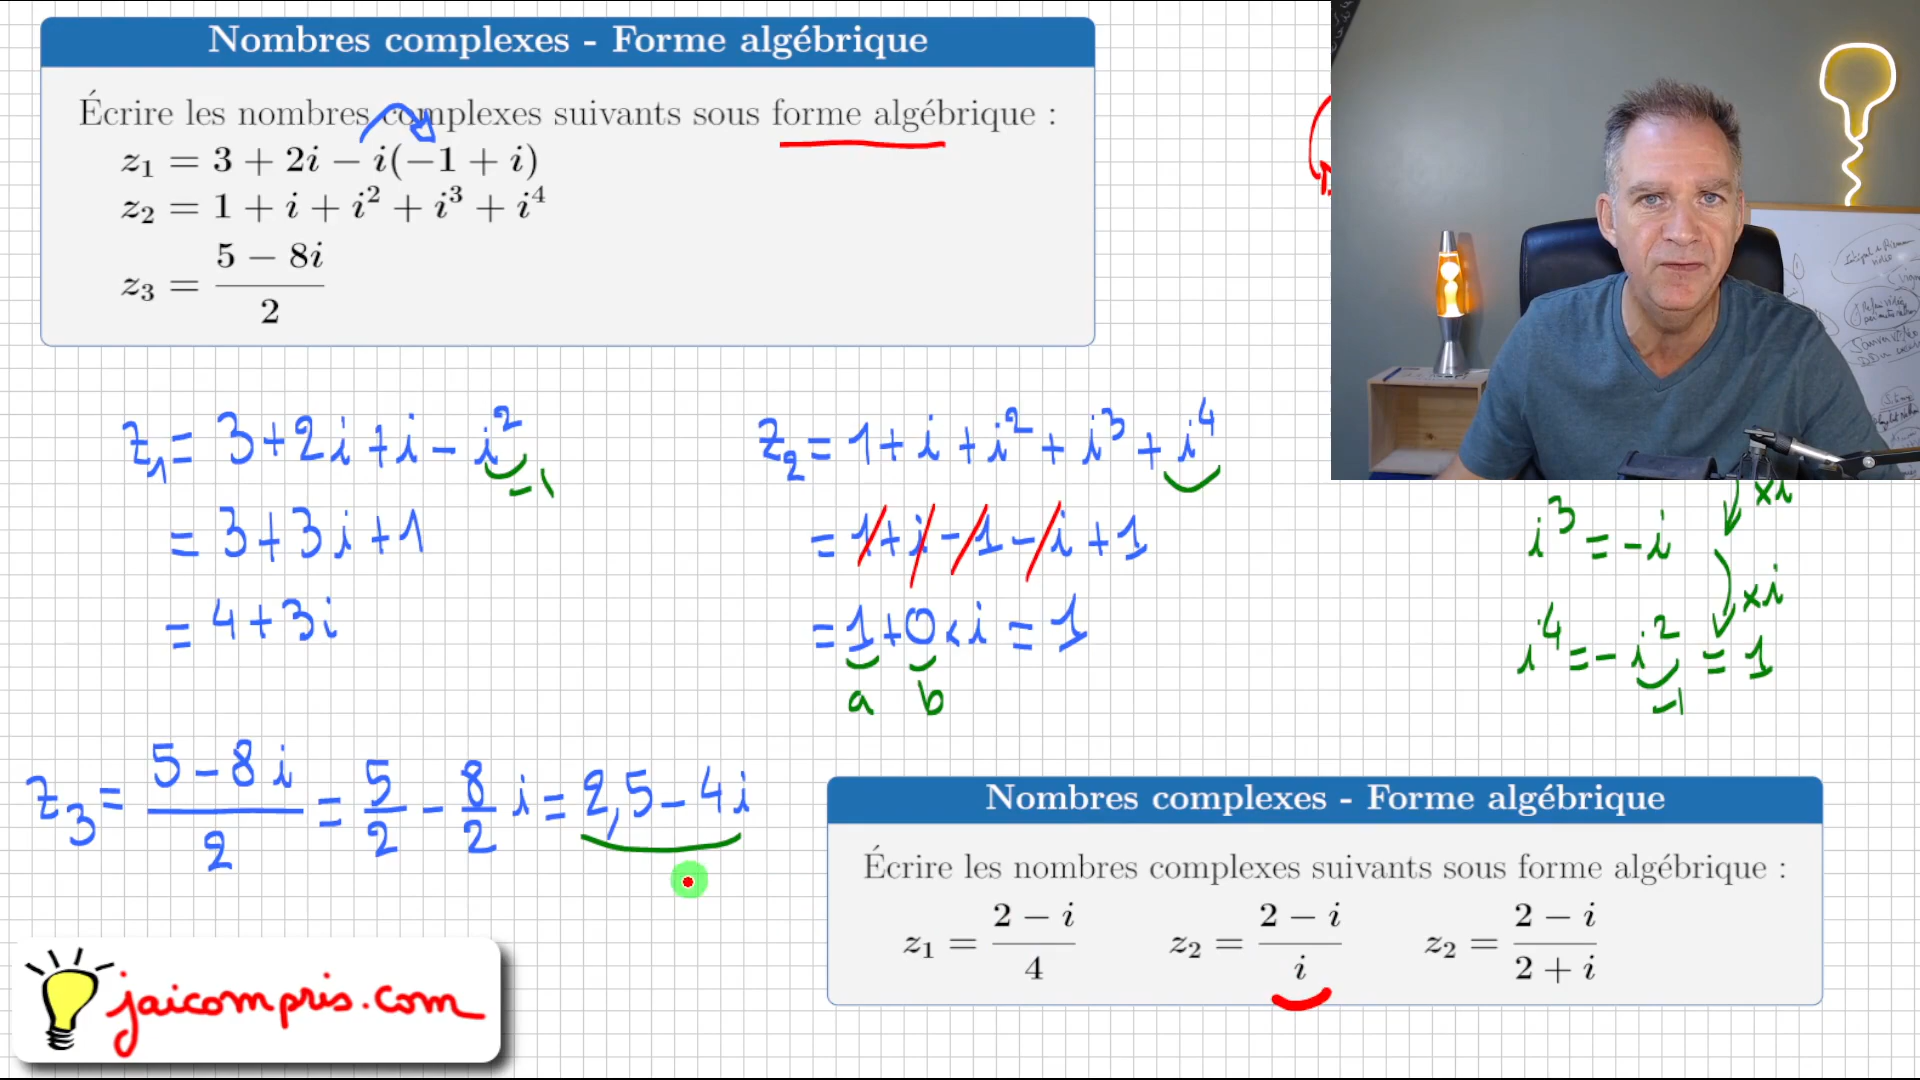 Nombres complexes - Forme algébrique
Écrire les nombres complexes suivants sous forme algébrique :
z₁ = 3 + 2i − i(−1 + i)
z₂ = 1 + i + i² + i³ + i⁴
z₃ = (5 − 8i)/2
z₁ = 3+2i+i−i²
−1
= 3+3i+1
= 4+3i
z₂ = 1+i+i²+i³+i⁴
= 1+i−1−i+1
= 1+0×i = 1
a b
×i
i³ = −i
×i
i⁴ = −i² = 1
−1
z₃ = (5−8i)/2 = 5/2 − 8/2 i = 2,5−4i
Nombres complexes - Forme algébrique
Écrire les nombres complexes suivants sous forme algébrique :
z₁ = (2 − i)/4 z₂ = (2 − i)/i z₂ = (2 − i)/(2 + i)
jaicompris.com